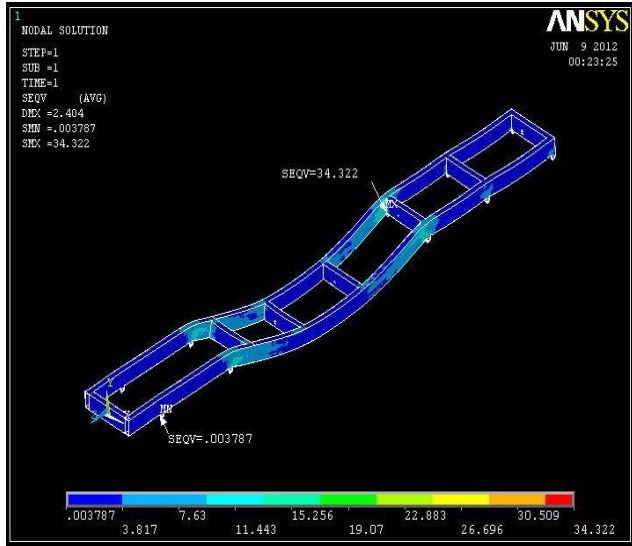 1
NODAL SOLUTION
STEP=1
SUB =1
TIME=1
SEQV (AVG)
DMX =2.404
SMN =.003787
SMX =34.322
ANSYS
JUN 9 2012
00:23:25
SEQV=34.322
MX
Y
MN
SEQV=.003787
.003787 7.63 15.256 22.883 30.509
3.817 11.443 19.07 26.696 34.322